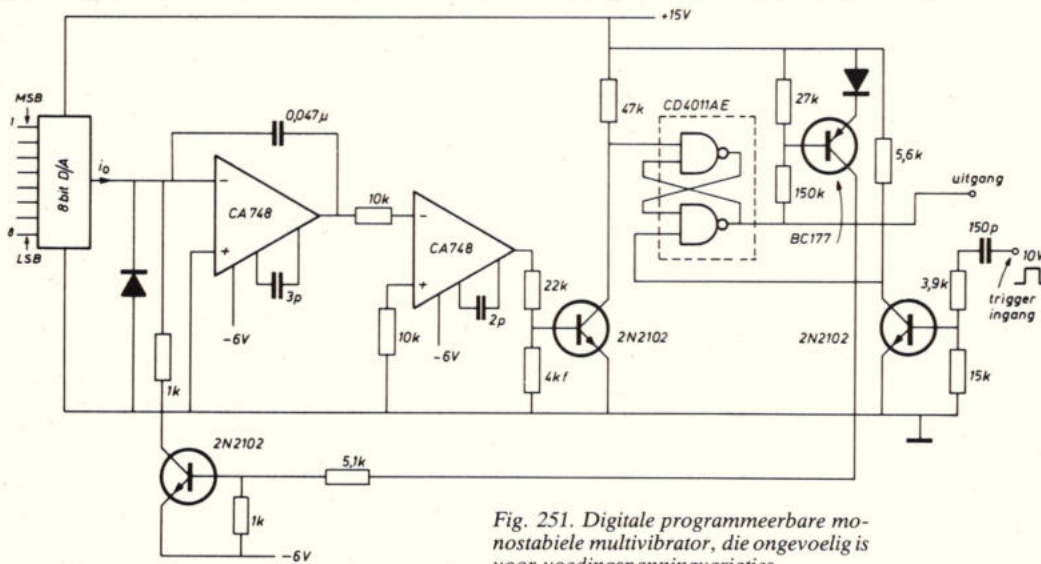 +15V
MSB
1
8 bit D/A
8
LSB
io
0,047µ
CA748
3p
-6V
10k
CA748
2p
-6V
10k
22k
4kf
2N2102
47k
CD4011AE
27k
150k
BC177
5,6k
uitgang
150p
10V
3,9k
trigger
ingang
2N2102
15k
1k
2N2102
5,1k
1k
-6V
Fig. 251. Digitale programmeerbare mo-
nostabiele multivibrator, die ongevoelig is